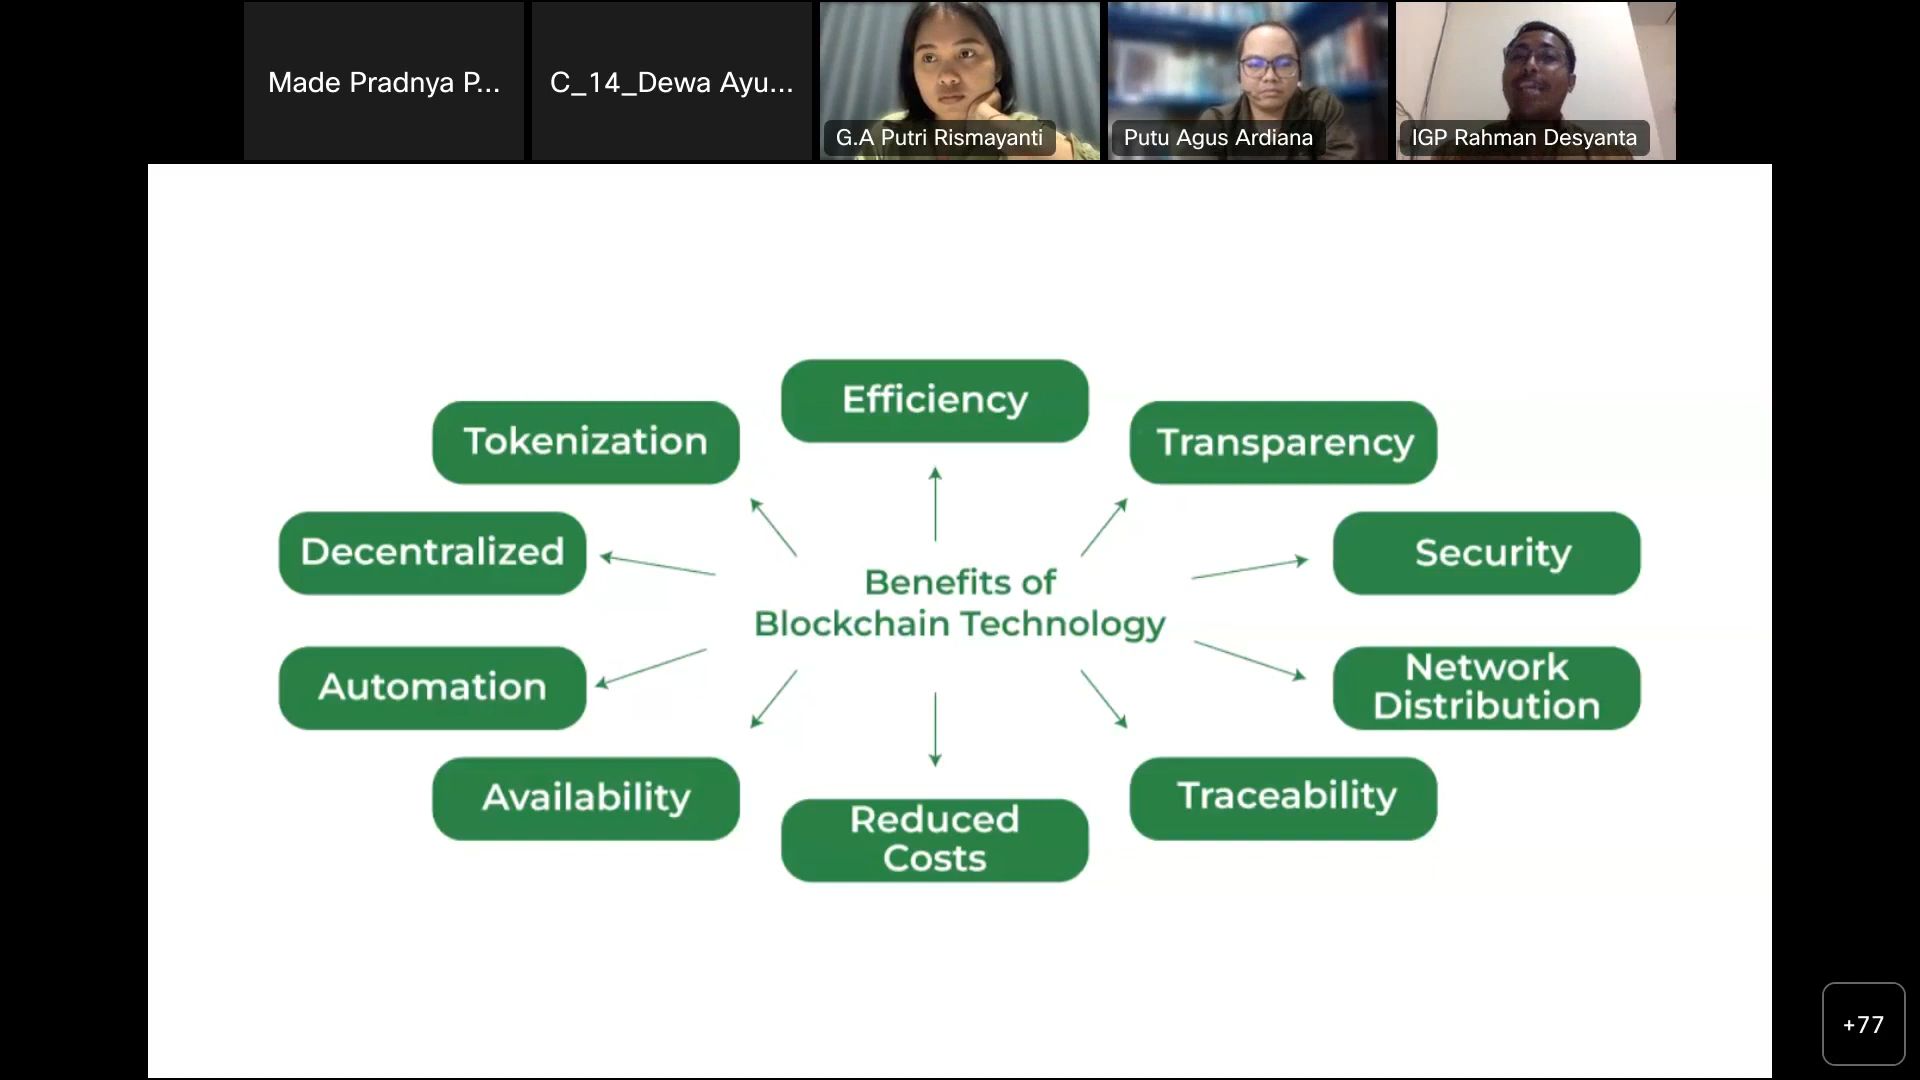 Made Pradnya P...
C_14_Dewa Ayu...
G.A Putri Rismayanti
Putu Agus Ardiana
IGP Rahman Desyanta
Efficiency
Tokenization
Transparency
Decentralized
Security
Benefits of
Blockchain Technology
Automation
Network
Distribution
Availability
Traceability
Reduced
Costs
+77